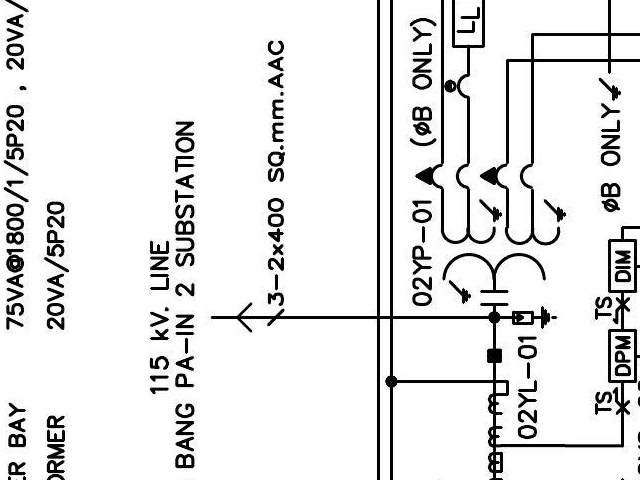 75VA@1800/1/5P20 , 20VA/
20VA/5P20
ER BAY
ORMER
115 kV. LINE
BANG PA-IN 2 SUBSTATION
3-2x400 SQ.mm.AAC
02YP-01
(øB ONLY)
LL
02YL-01
øB ONLY
TS
DIM
TS
DPM